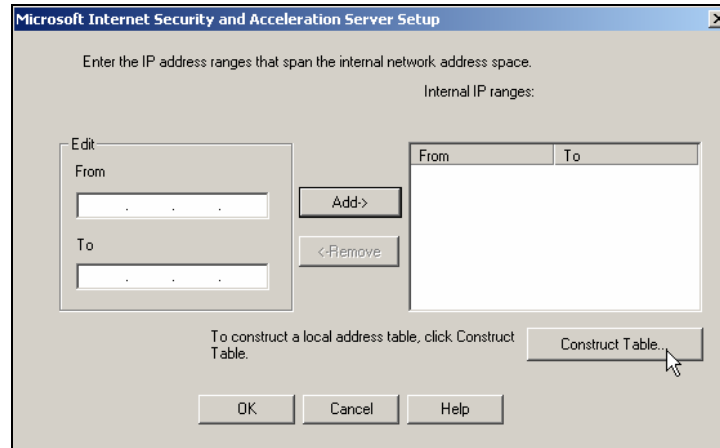 Microsoft Internet Security and Acceleration Server Setup
Enter the IP address ranges that span the internal network address space.
Internal IP ranges:
Edit
From
To
Add->
<-Remove
From To
To construct a local address table, click Construct
Table.
Construct Table...
OK Cancel Help